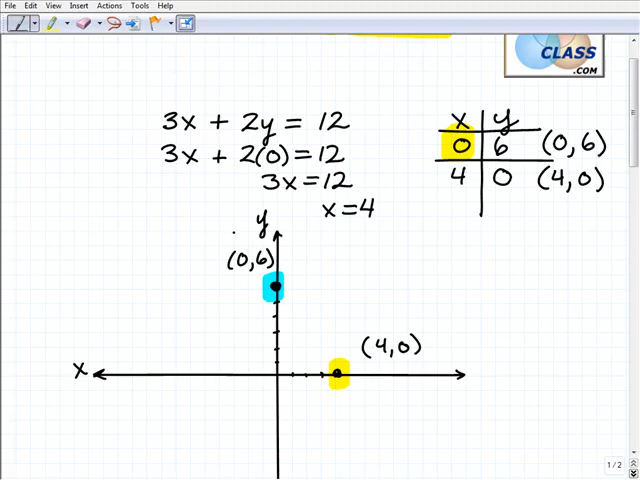 File Edit View Insert Actions Tools Help
CLASS
.COM
3x + 2y = 12
3x + 2(0) = 12
3x = 12
x = 4
x y
0 6 (0, 6)
4 0 (4, 0)
y
(0, 6)
(4, 0)
x
1 / 2